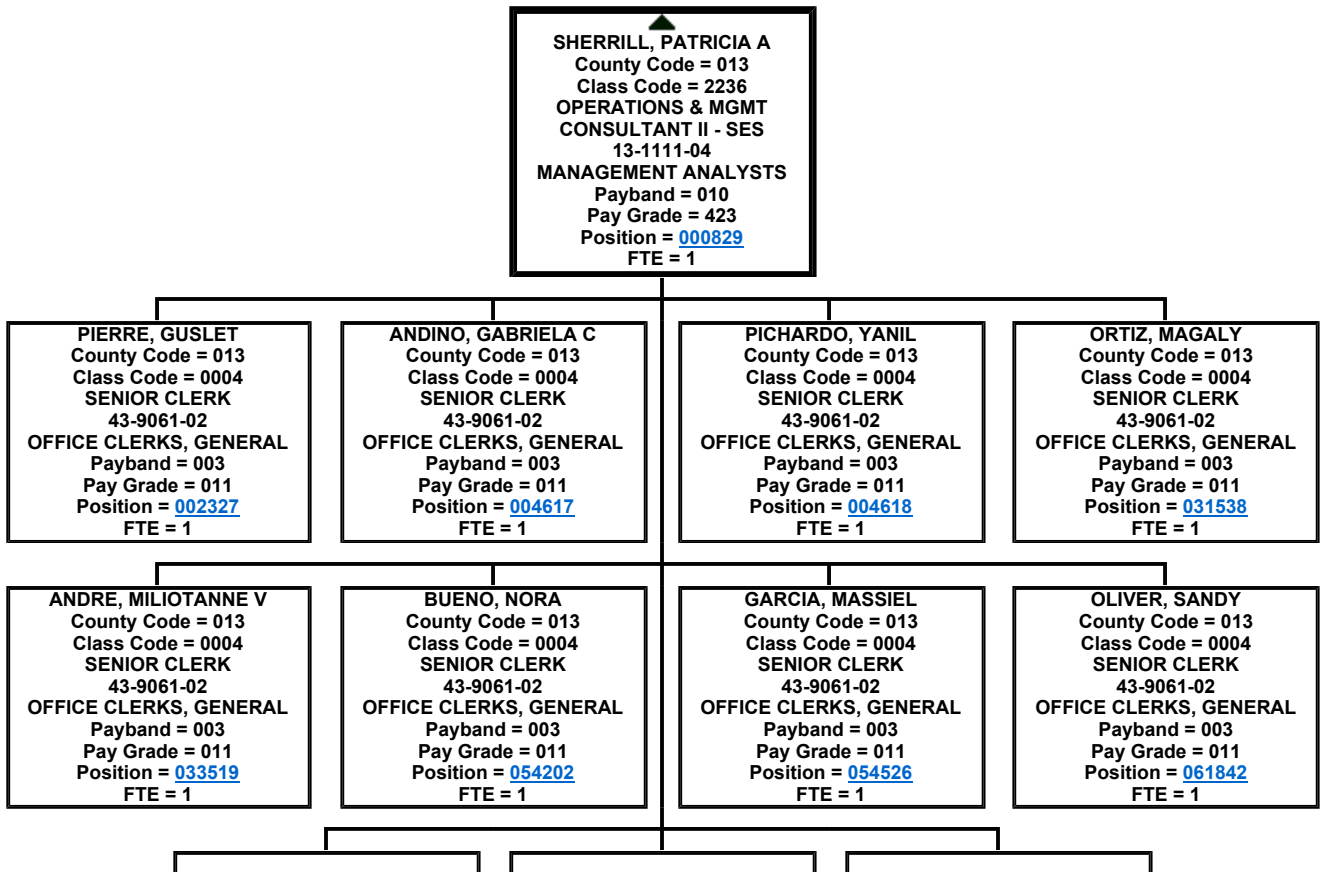 SHERRILL, PATRICIA A
County Code = 013
Class Code = 2236
OPERATIONS & MGMT
CONSULTANT II - SES
13-1111-04
MANAGEMENT ANALYSTS
Payband = 010
Pay Grade = 423
Position = 000829
FTE = 1
PIERRE, GUSLET
County Code = 013
Class Code = 0004
SENIOR CLERK
43-9061-02
OFFICE CLERKS, GENERAL
Payband = 003
Pay Grade = 011
Position = 002327
FTE = 1
ANDINO, GABRIELA C
County Code = 013
Class Code = 0004
SENIOR CLERK
43-9061-02
OFFICE CLERKS, GENERAL
Payband = 003
Pay Grade = 011
Position = 004617
FTE = 1
PICHARDO, YANIL
County Code = 013
Class Code = 0004
SENIOR CLERK
43-9061-02
OFFICE CLERKS, GENERAL
Payband = 003
Pay Grade = 011
Position = 004618
FTE = 1
ORTIZ, MAGALY
County Code = 013
Class Code = 0004
SENIOR CLERK
43-9061-02
OFFICE CLERKS, GENERAL
Payband = 003
Pay Grade = 011
Position = 031538
FTE = 1
ANDRE, MILIOTANNE V
County Code = 013
Class Code = 0004
SENIOR CLERK
43-9061-02
OFFICE CLERKS, GENERAL
Payband = 003
Pay Grade = 011
Position = 033519
FTE = 1
BUENO, NORA
County Code = 013
Class Code = 0004
SENIOR CLERK
43-9061-02
OFFICE CLERKS, GENERAL
Payband = 003
Pay Grade = 011
Position = 054202
FTE = 1
GARCIA, MASSIEL
County Code = 013
Class Code = 0004
SENIOR CLERK
43-9061-02
OFFICE CLERKS, GENERAL
Payband = 003
Pay Grade = 011
Position = 054526
FTE = 1
OLIVER, SANDY
County Code = 013
Class Code = 0004
SENIOR CLERK
43-9061-02
OFFICE CLERKS, GENERAL
Payband = 003
Pay Grade = 011
Position = 061842
FTE = 1